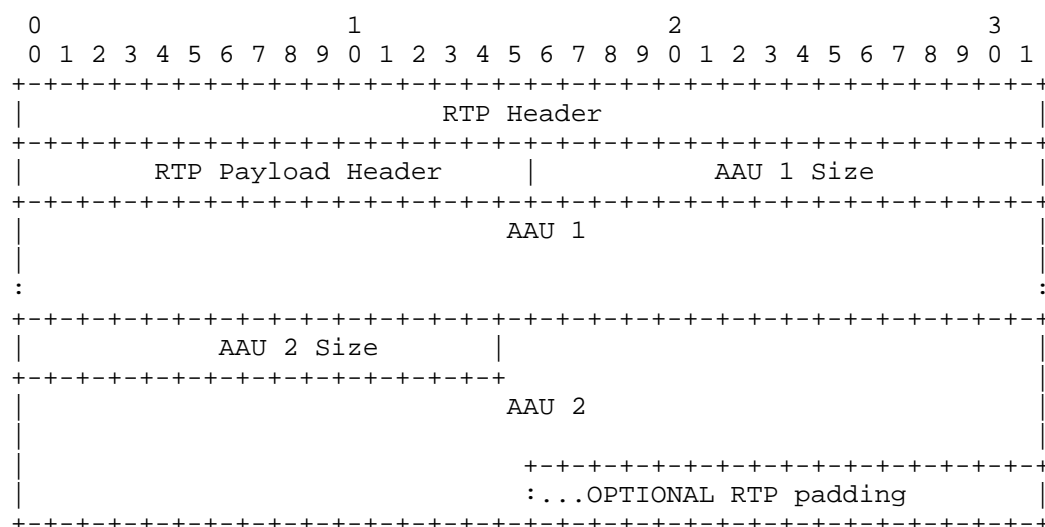 0                   1                   2                   3
 0 1 2 3 4 5 6 7 8 9 0 1 2 3 4 5 6 7 8 9 0 1 2 3 4 5 6 7 8 9 0 1
+-+-+-+-+-+-+-+-+-+-+-+-+-+-+-+-+-+-+-+-+-+-+-+-+-+-+-+-+-+-+-+-+
|                          RTP Header                           |
+-+-+-+-+-+-+-+-+-+-+-+-+-+-+-+-+-+-+-+-+-+-+-+-+-+-+-+-+-+-+-+-+
|        RTP Payload Header     |           AAU 1 Size          |
+-+-+-+-+-+-+-+-+-+-+-+-+-+-+-+-+-+-+-+-+-+-+-+-+-+-+-+-+-+-+-+-+
|                              AAU 1                            |
|                                                               |
:                                                               :
+-+-+-+-+-+-+-+-+-+-+-+-+-+-+-+-+-+-+-+-+-+-+-+-+-+-+-+-+-+-+-+-+
|            AAU 2 Size       |                                 |
+-+-+-+-+-+-+-+-+-+-+-+-+-+-+-+                                 |
|                              AAU 2                            |
|                                                               |
|                               +-+-+-+-+-+-+-+-+-+-+-+-+-+-+-+-+
|                               :...OPTIONAL RTP padding        |
+-+-+-+-+-+-+-+-+-+-+-+-+-+-+-+-+-+-+-+-+-+-+-+-+-+-+-+-+-+-+-+-+